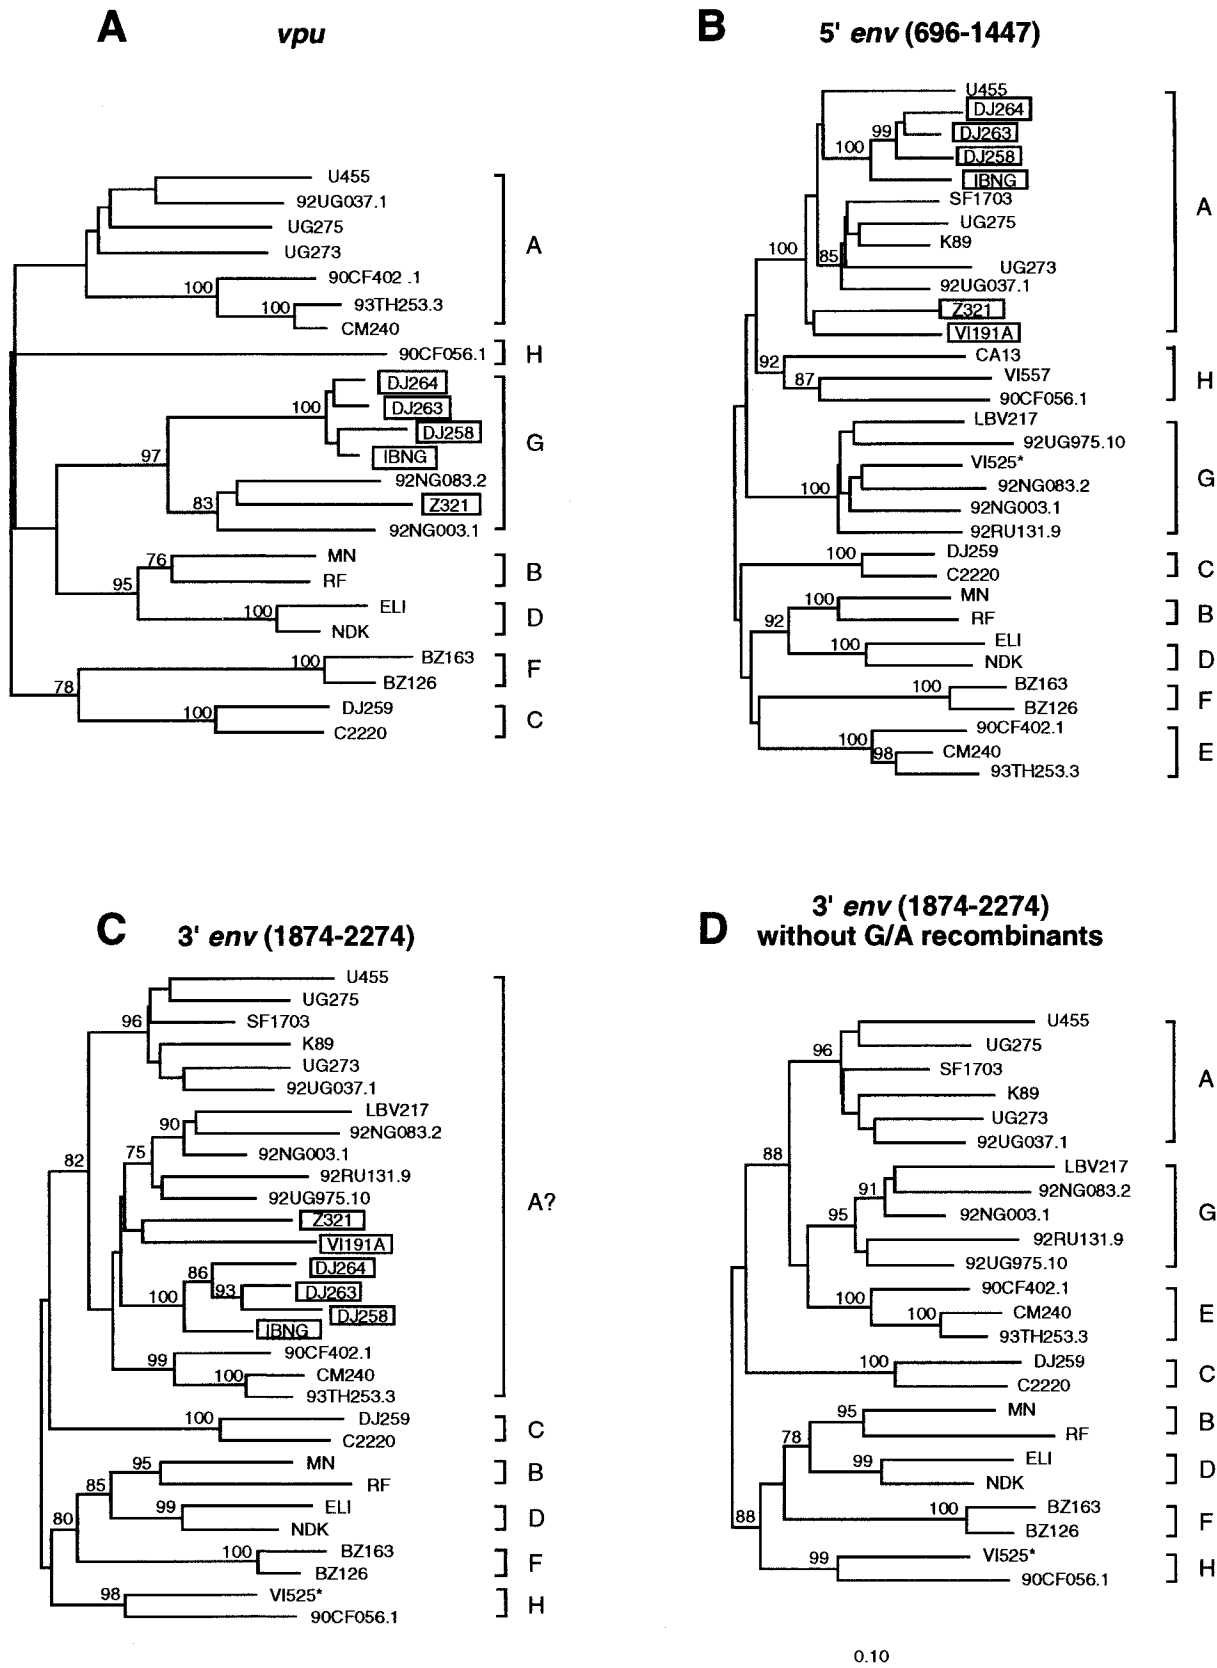 A
vpu
U455
92UG037.1
UG275
UG273
90CF402 .1
100
93TH253.3
100
CM240
A
90CF056.1
H
DJ264
100
DJ263
DJ258
IBNG
97
92NG083.2
83
Z321
92NG003.1
G
76
MN
RF
B
95
ELI
100
NDK
D
BZ163
100
BZ126
F
78
DJ259
100
C2220
C
B
5' env (696-1447)
U455
DJ264
99
DJ263
100
DJ258
IBNG
SF1703
UG275
K89
100
85
UG273
92UG037.1
Z321
VI191A
A
CA13
92
VI557
87
90CF056.1
H
LBV217
92UG975.10
VI525*
92NG083.2
100
92NG003.1
92RU131.9
G
DJ259
100
C2220
C
MN
100
RF
B
92
ELI
100
NDK
D
BZ163
100
BZ126
F
90CF402.1
100
CM240
98
93TH253.3
E
C
3' env (1874-2274)
U455
UG275
96
SF1703
K89
UG273
92UG037.1
LBV217
90
92NG083.2
92NG003.1
75
82
92RU131.9
92UG975.10
Z321
VI191A
DJ264
86
DJ263
93
100
DJ258
IBNG
90CF402.1
99
CM240
100
93TH253.3
A?
DJ259
100
C2220
C
MN
95
RF
B
85
ELI
99
NDK
D
80
BZ163
100
BZ126
F
VI525*
98
90CF056.1
H
D
3' env (1874-2274)
without G/A recombinants
U455
UG275
96
SF1703
K89
UG273
92UG037.1
A
88
LBV217
91
92NG083.2
92NG003.1
95
92RU131.9
92UG975.10
G
90CF402.1
100
CM240
100
93TH253.3
E
DJ259
100
C2220
C
MN
95
RF
B
78
ELI
99
NDK
D
BZ163
100
BZ126
F
88
VI525*
99
90CF056.1
H
0.10